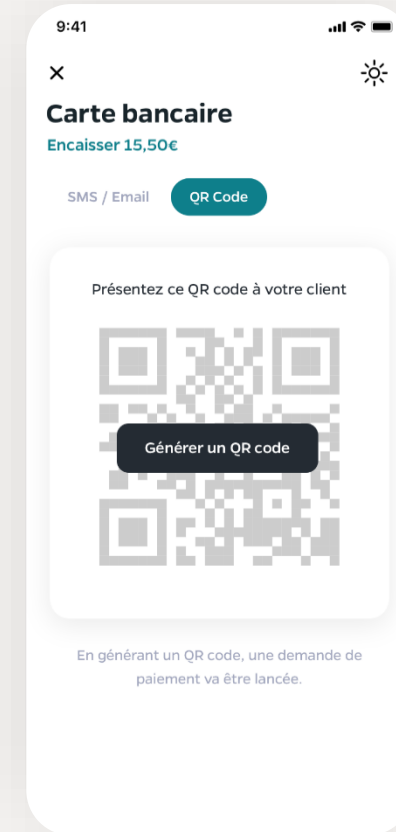 9:41
Carte bancaire
Encaisser 15,50€
SMS / Email
QR Code
Présentez ce QR code à votre client
Générer un QR code
En générant un QR code, une demande de
paiement va être lancée.